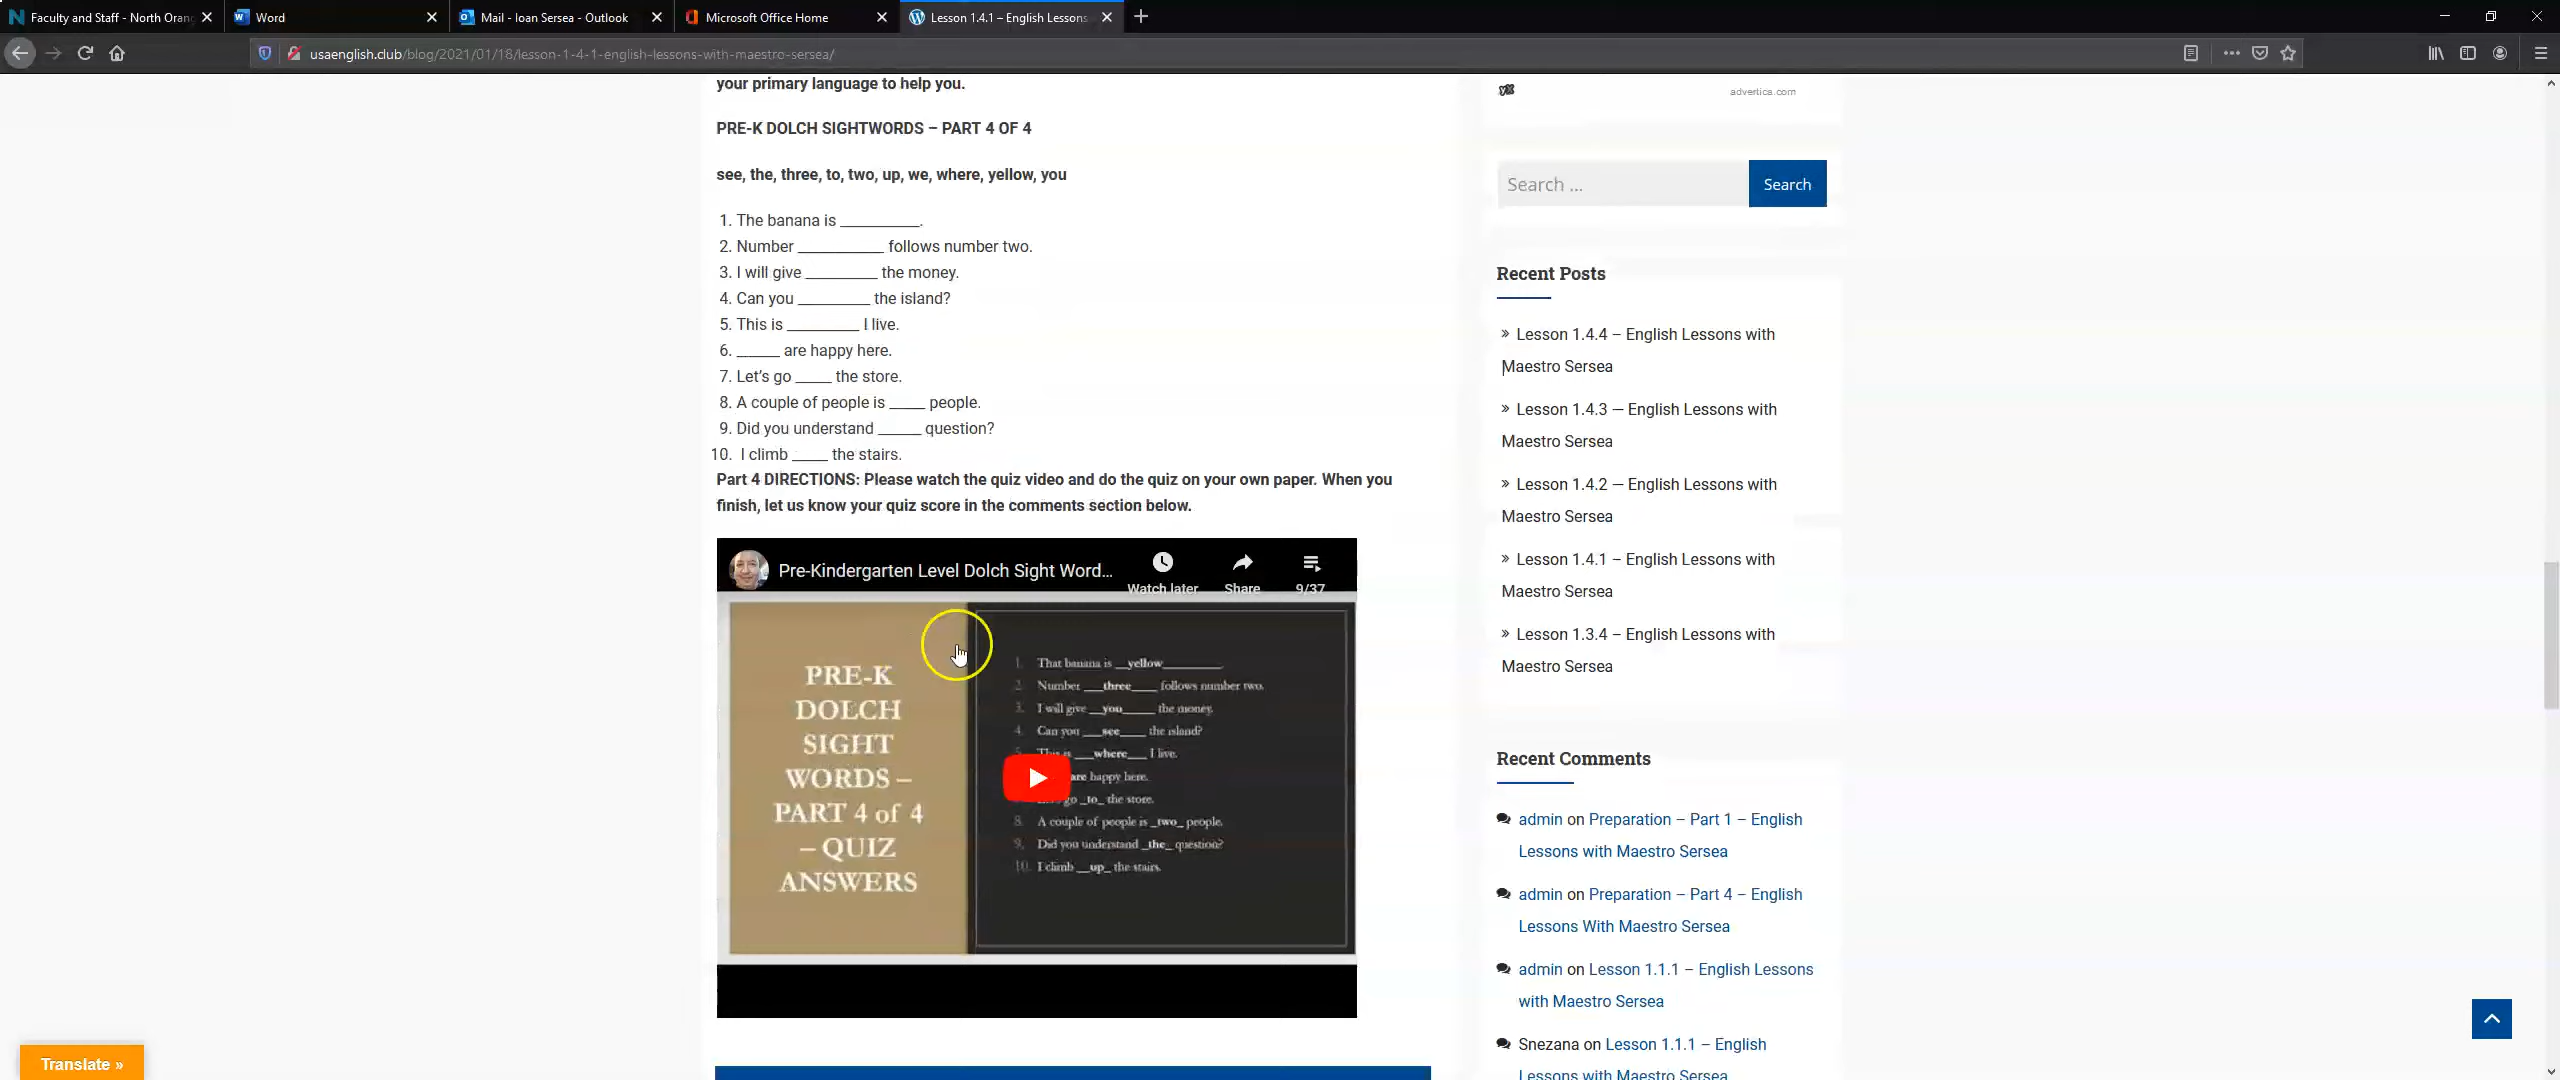 Faculty and Staff - North Oran
Word
Mail - Ioan Sersea - Outlook
Microsoft Office Home
Lesson 1.4.1 – English Lessons
usaenglish.club/blog/2021/01/18/lesson-1-4-1-english-lessons-with-maestro-sersea/
your primary language to help you.
PRE-K DOLCH SIGHTWORDS – PART 4 OF 4
see, the, three, to, two, up, we, where, yellow, you
1. The banana is __________.
2. Number ___________ follows number two.
3. I will give _________ the money.
4. Can you _________ the island?
5. This is _________ I live.
6. _____ are happy here.
7. Let’s go ____ the store.
8. A couple of people is ____ people.
9. Did you understand _____ question?
10. I climb ____ the stairs.
Part 4 DIRECTIONS: Please watch the quiz video and do the quiz on your own paper. When you
finish, let us know your quiz score in the comments section below.
Pre-Kindergarten Level Dolch Sight Word...
Watch later
Share
9/37
PRE-K
DOLCH
SIGHT
WORDS –
PART 4 of 4
– QUIZ
ANSWERS
1. That banana is __yellow________.
2. Number ___three____ follows number two.
3. I will give __you_____ the money.
4. Can you ___see____ the island?
5. This is ___where___ I live.
are happy here.
go _to_ the store.
8. A couple of people is _two_ people.
9. Did you understand _the_ question?
10. I climb __up_ the stairs.
advertica.com
Search ...
Search
Recent Posts
» Lesson 1.4.4 – English Lessons with
Maestro Sersea
» Lesson 1.4.3 — English Lessons with
Maestro Sersea
» Lesson 1.4.2 — English Lessons with
Maestro Sersea
» Lesson 1.4.1 – English Lessons with
Maestro Sersea
» Lesson 1.3.4 – English Lessons with
Maestro Sersea
Recent Comments
admin on Preparation – Part 1 – English
Lessons with Maestro Sersea
admin on Preparation – Part 4 – English
Lessons With Maestro Sersea
admin on Lesson 1.1.1 – English Lessons
with Maestro Sersea
Snezana on Lesson 1.1.1 – English
Lessons with Maestro Sersea
Translate »